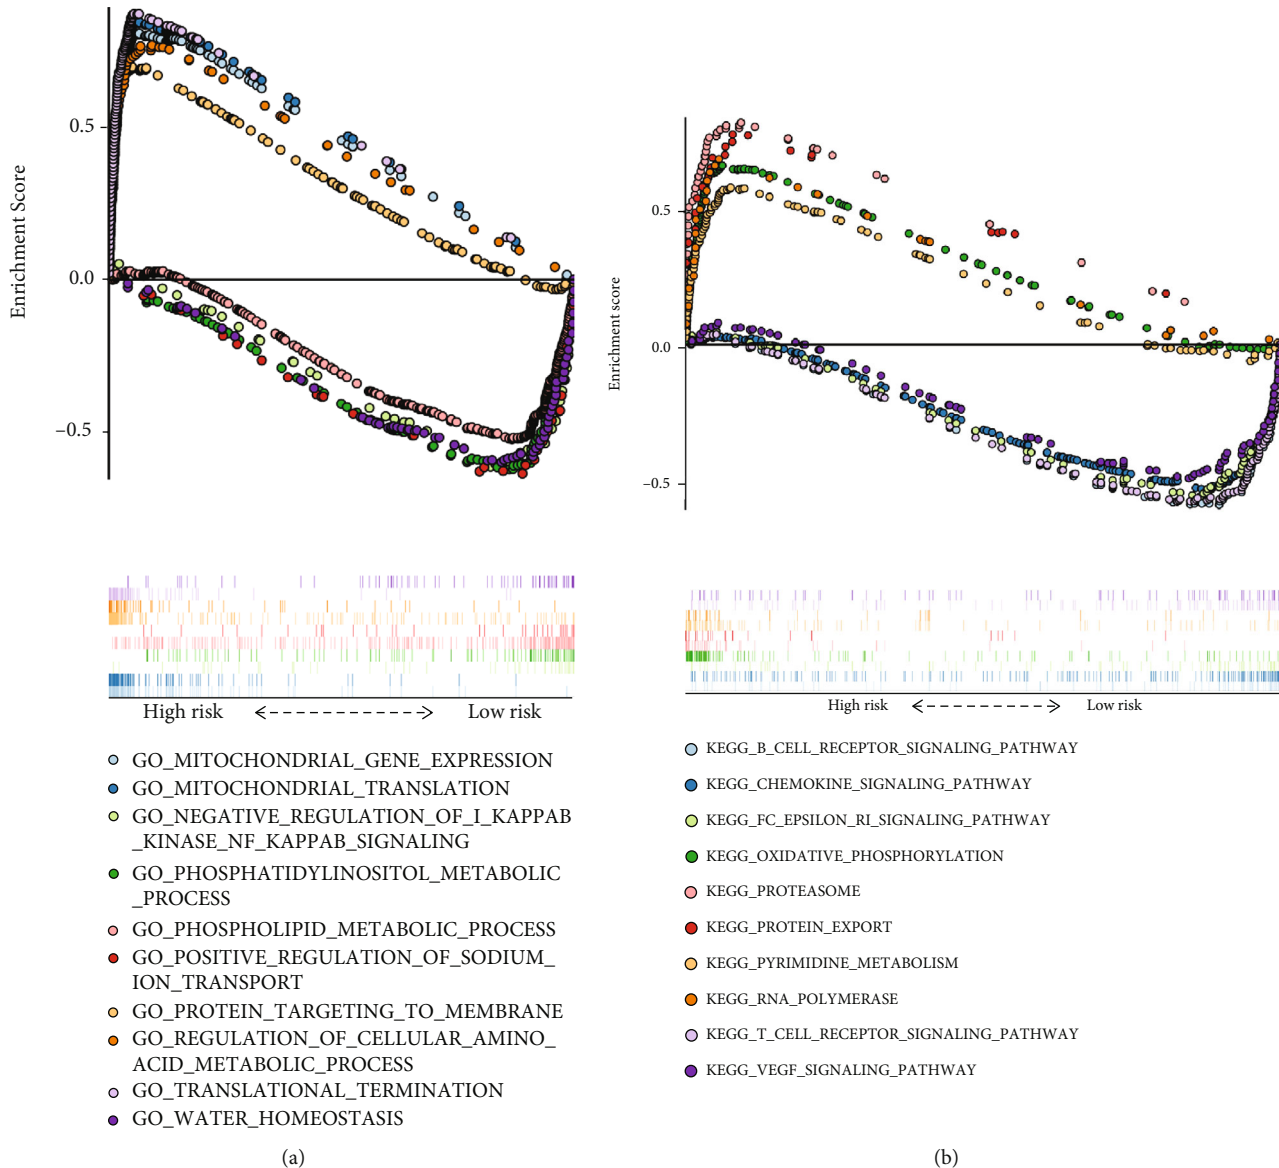 Enrichment Score
0.5
0.0
−0.5
High risk
Low risk
GO_MITOCHONDRIAL_GENE_EXPRESSION
GO_MITOCHONDRIAL_TRANSLATION
GO_NEGATIVE_REGULATION_OF_I_KAPPAB
_KINASE_NF_KAPPAB_SIGNALING
GO_PHOSPHATIDYLINOSITOL_METABOLIC
_PROCESS
GO_PHOSPHOLIPID_METABOLIC_PROCESS
GO_POSITIVE_REGULATION_OF_SODIUM_
ION_TRANSPORT
GO_PROTEIN_TARGETING_TO_MEMBRANE
GO_REGULATION_OF_CELLULAR_AMINO_
ACID_METABOLIC_PROCESS
GO_TRANSLATIONAL_TERMINATION
GO_WATER_HOMEOSTASIS
(a)
Enrichment score
0.5
0.0
−0.5
High risk
Low risk
KEGG_B_CELL_RECEPTOR_SIGNALING_PATHWAY
KEGG_CHEMOKINE_SIGNALING_PATHWAY
KEGG_FC_EPSILON_RI_SIGNALING_PATHWAY
KEGG_OXIDATIVE_PHOSPHORYLATION
KEGG_PROTEASOME
KEGG_PROTEIN_EXPORT
KEGG_PYRIMIDINE_METABOLISM
KEGG_RNA_POLYMERASE
KEGG_T_CELL_RECEPTOR_SIGNALING_PATHWAY
KEGG_VEGF_SIGNALING_PATHWAY
(b)